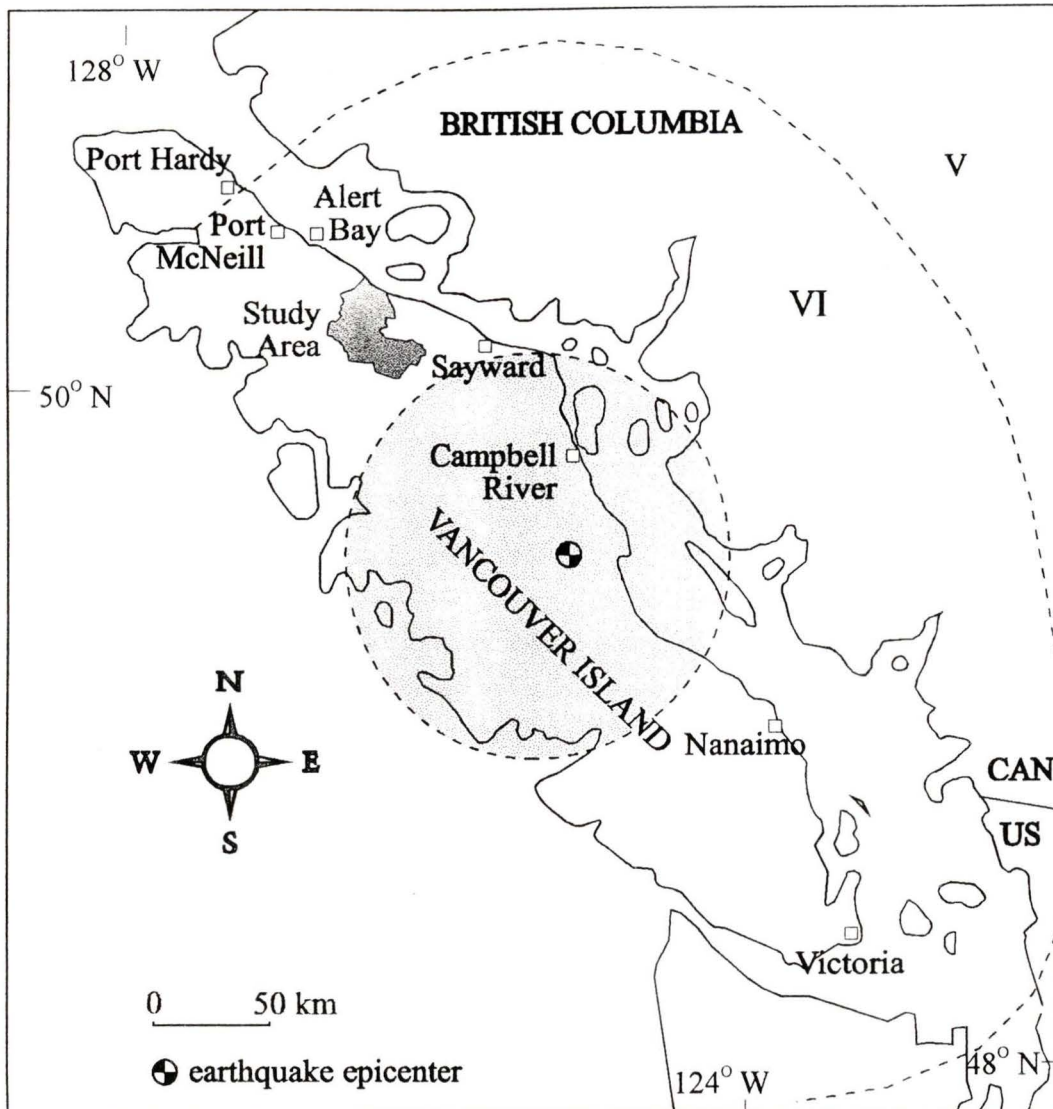 128° W
BRITISH COLUMBIA
V
Port Hardy
Alert
Bay
Port
McNeill
VI
Study
Area
Sayward
50° N
Campbell
River
VANCOUVER ISLAND
N
W
E
S
Nanaimo
CAN
US
Victoria
0 50 km
earthquake epicenter
124° W
48° N